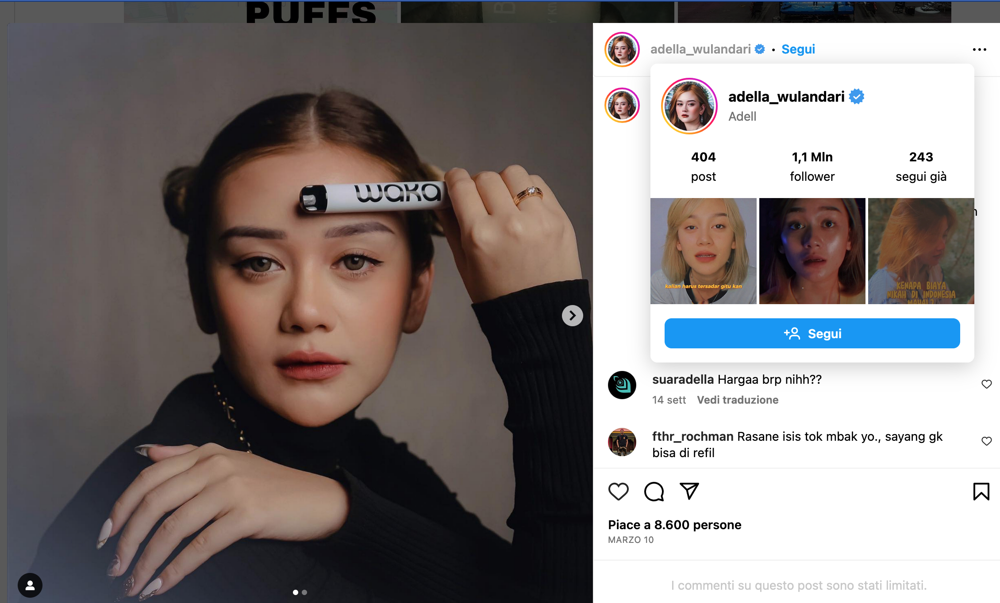 PUFFS
waka
adella_wulandari • Segui
adella_wulandari
Adell
404
post
1,1 Mln
follower
243
segui già
kalian harus tersadar gitu kan
KENAPA BIAYA
NIKAH DI INDONESIA
MAHAL?
Segui
suaradella Hargaa brp nihh??
14 sett Vedi traduzione
fthr_rochman Rasane isis tok mbak yo., sayang gk
bisa di refil
Piace a 8.600 persone
MARZO 10
I commenti su questo post sono stati limitati.